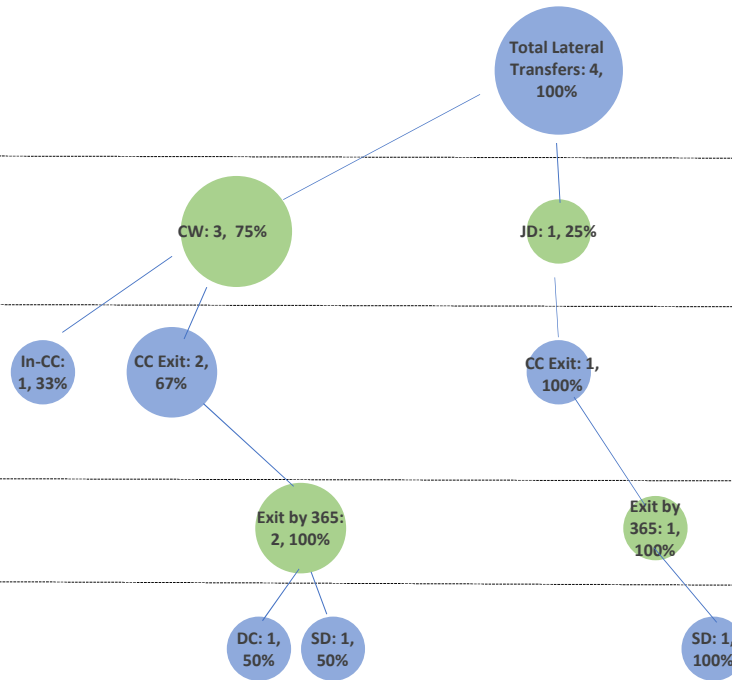 Total Lateral
Transfers: 4,
100%
CW: 3, 75%
JD: 1, 25%
In-CC:
1, 33%
CC Exit: 2,
67%
CC Exit: 1,
100%
Exit by 365:
2, 100%
Exit by
365: 1,
100%
DC: 1,
50%
SD: 1,
50%
SD: 1,
100%